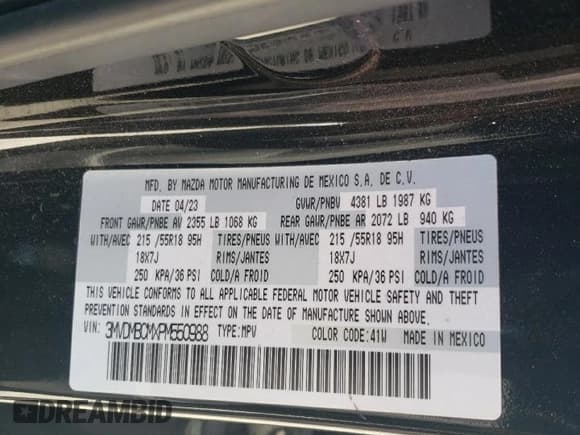 MFD. BY MAZDA MOTOR MANUFACTURING DE MEXICO S.A. DE C.V.
DATE 04/23 GVWR/PNBV 4381 LB 1987 KG
FRONT GAWR/PNBE AV 2355 LB 1068 KG REAR GAWR/PNBE AR 2072 LB 940 KG
WITH/AVEC 215 /55R18 95H TIRES/PNEUS WITH/AVEC 215 /55R18 95H TIRES/PNEUS
18X7J RIMS/JANTES 18X7J RIMS/JANTES
250 KPA/36 PSI COLD/A FROID 250 KPA/36 PSI COLD/A FROID
THIS VEHICLE CONFORMS TO ALL APPLICABLE FEDERAL MOTOR VEHICLE SAFETY AND THEFT
PREVENTION STANDARDS IN EFFECT ON THE DATE OF MANUFACTURE SHOWN ABOVE.
VIN: 3MVDMBCMXPM550988 TYPE: MPV COLOR CODE: 41W MADE IN MEXICO
DREAMBID